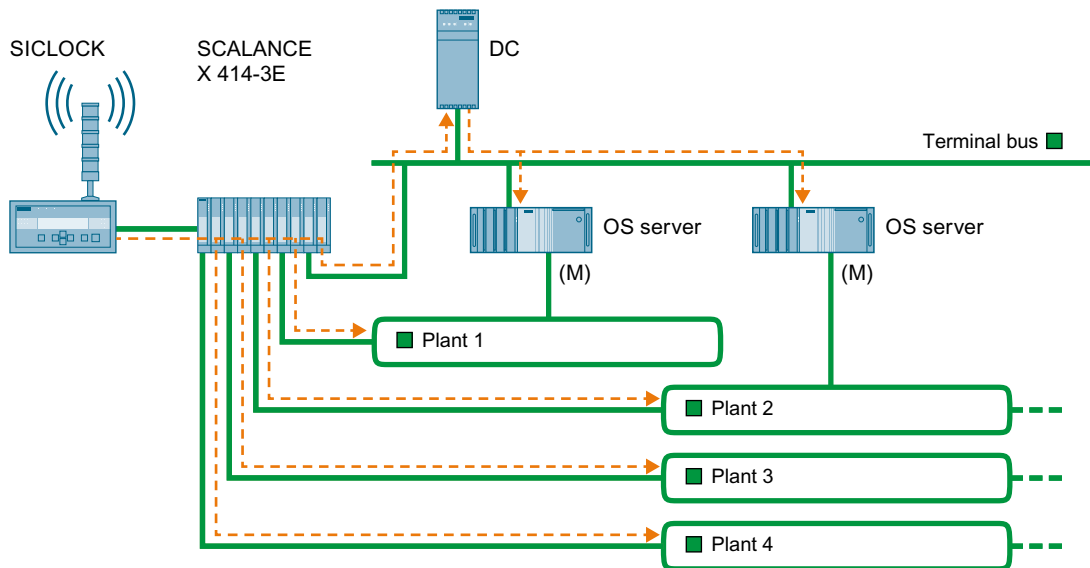 SICLOCK
SCALANCE
X 414-3E
DC
Terminal bus
OS server
OS server
(M)
(M)
Plant 1
Plant 2
Plant 3
Plant 4